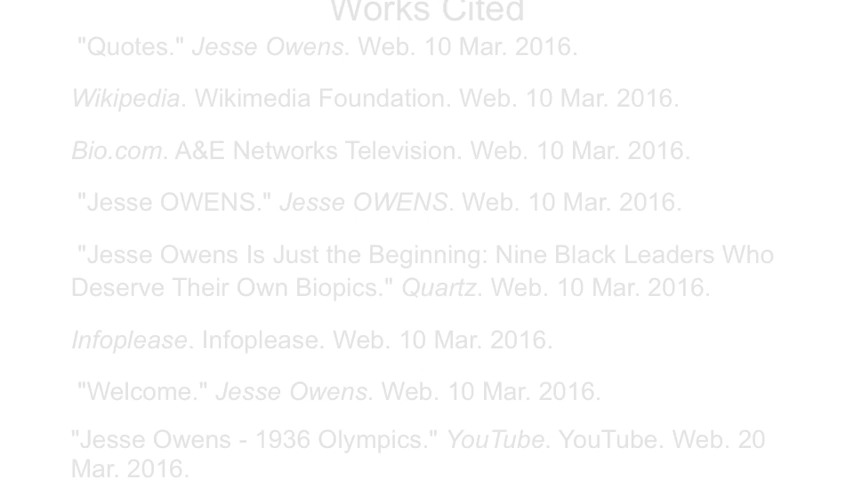 Works Cited
"Quotes." Jesse Owens. Web. 10 Mar. 2016.
Wikipedia. Wikimedia Foundation. Web. 10 Mar. 2016.
Bio.com. A&E Networks Television. Web. 10 Mar. 2016.
"Jesse OWENS." Jesse OWENS. Web. 10 Mar. 2016.
"Jesse Owens Is Just the Beginning: Nine Black Leaders Who
Deserve Their Own Biopics." Quartz. Web. 10 Mar. 2016.
Infoplease. Infoplease. Web. 10 Mar. 2016.
"Welcome." Jesse Owens. Web. 10 Mar. 2016.
"Jesse Owens - 1936 Olympics." YouTube. YouTube. Web. 20
Mar. 2016.